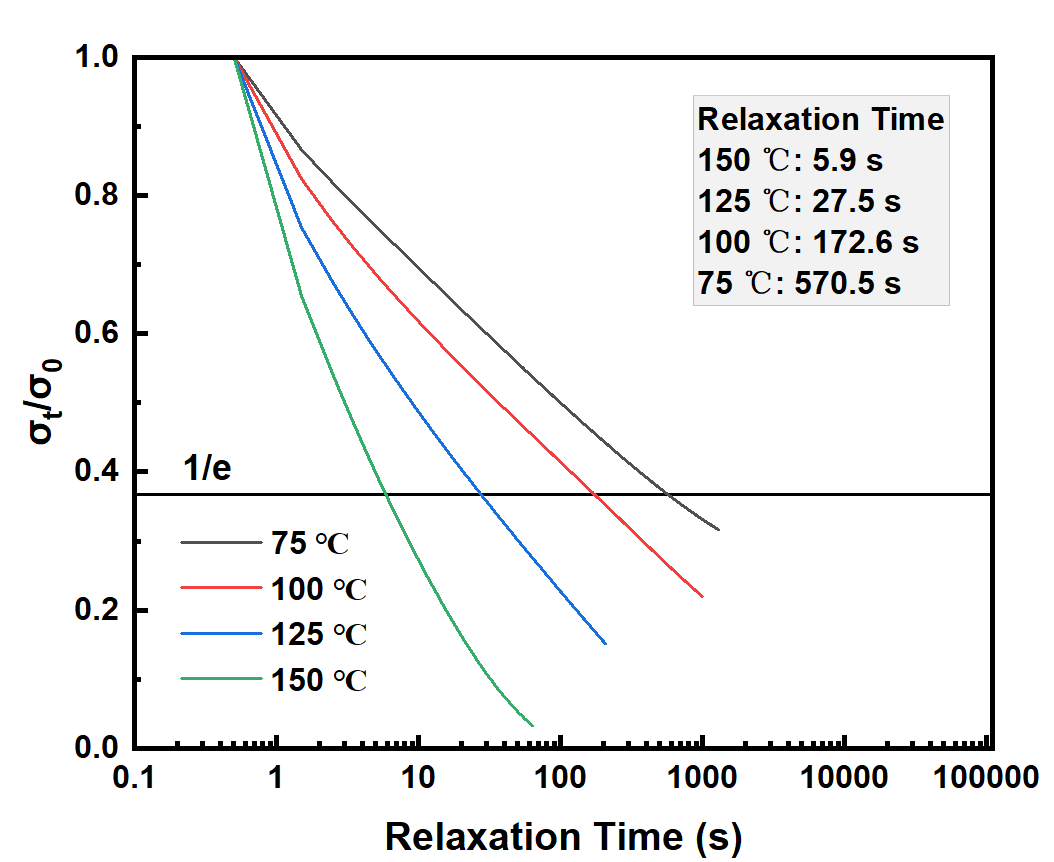 1.0
0.8
0.6
0.4
0.2
0.0
σt/σ0
Relaxation Time
150 ℃: 5.9 s
125 ℃: 27.5 s
100 ℃: 172.6 s
75 ℃: 570.5 s
1/e
75 ℃
100 ℃
125 ℃
150 ℃
0.1 1 10 100 1000 10000 100000
Relaxation Time (s)